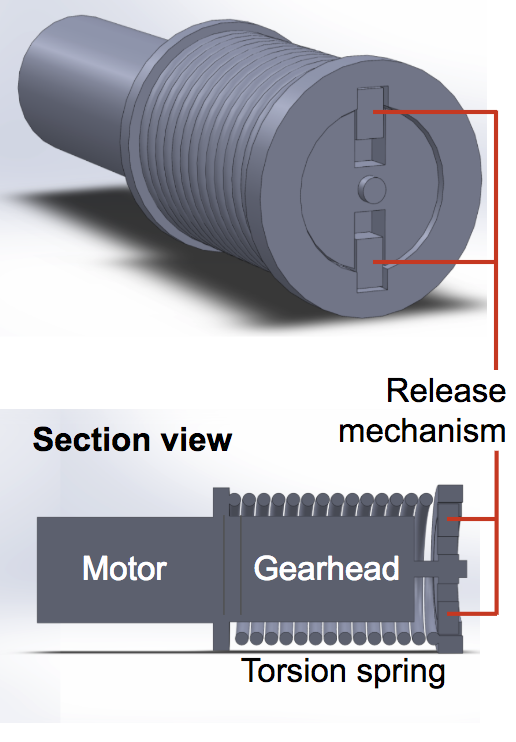 Release
mechanism
Section view
Motor
Gearhead
Torsion spring